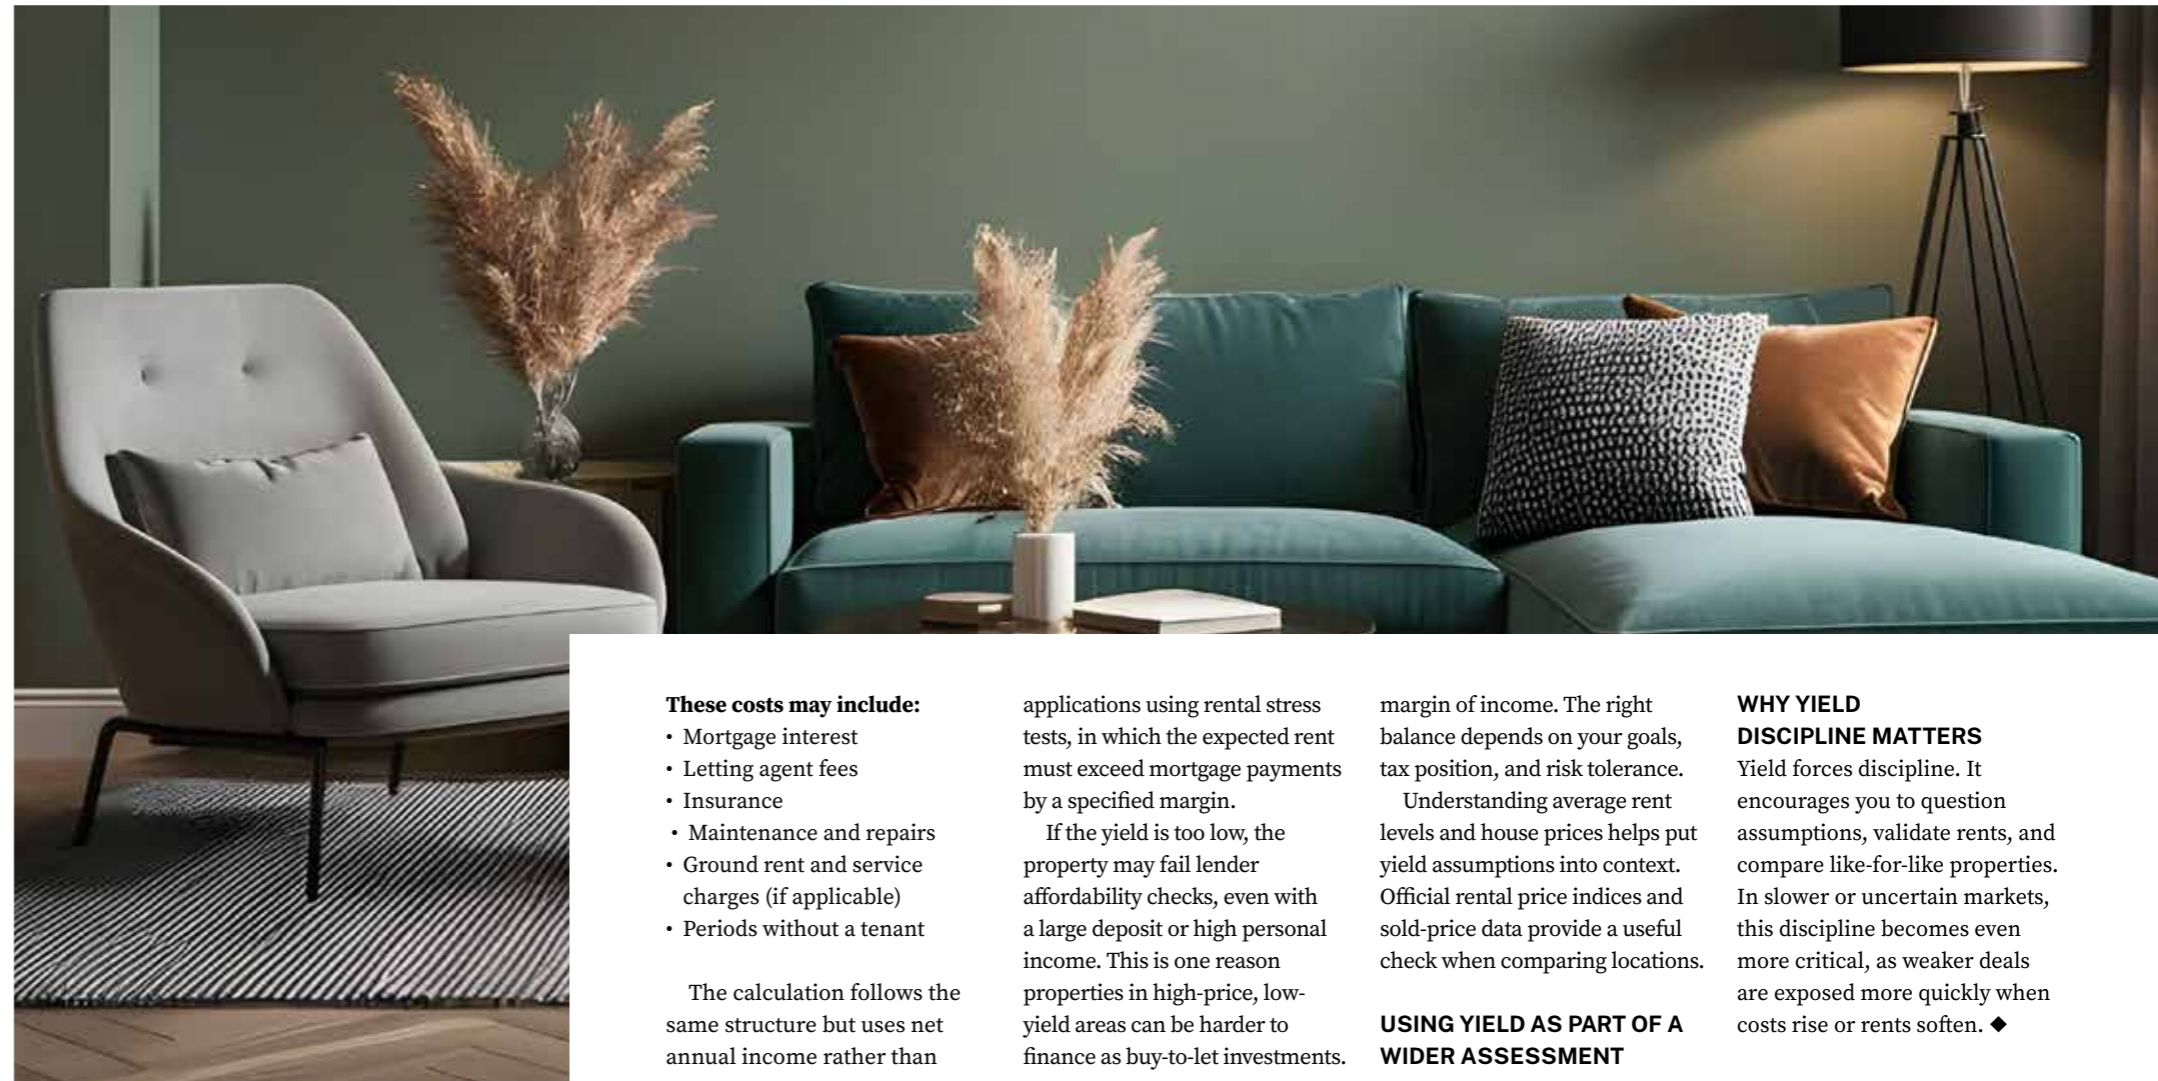 These costs may include:
• Mortgage interest
• Letting agent fees
• Insurance
• Maintenance and repairs
• Ground rent and service
charges (if applicable)
• Periods without a tenant
The calculation follows the
same structure but uses net
annual income rather than
applications using rental stress
tests, in which the expected rent
must exceed mortgage payments
by a specified margin.
If the yield is too low, the
property may fail lender
affordability checks, even with
a large deposit or high personal
income. This is one reason
properties in high-price, low-
yield areas can be harder to
finance as buy-to-let investments.
margin of income. The right
balance depends on your goals,
tax position, and risk tolerance.
Understanding average rent
levels and house prices helps put
yield assumptions into context.
Official rental price indices and
sold-price data provide a useful
check when comparing locations.
USING YIELD AS PART OF A
WIDER ASSESSMENT
WHY YIELD
DISCIPLINE MATTERS
Yield forces discipline. It
encourages you to question
assumptions, validate rents, and
compare like-for-like properties.
In slower or uncertain markets,
this discipline becomes even
more critical, as weaker deals
are exposed more quickly when
costs rise or rents soften. ◆